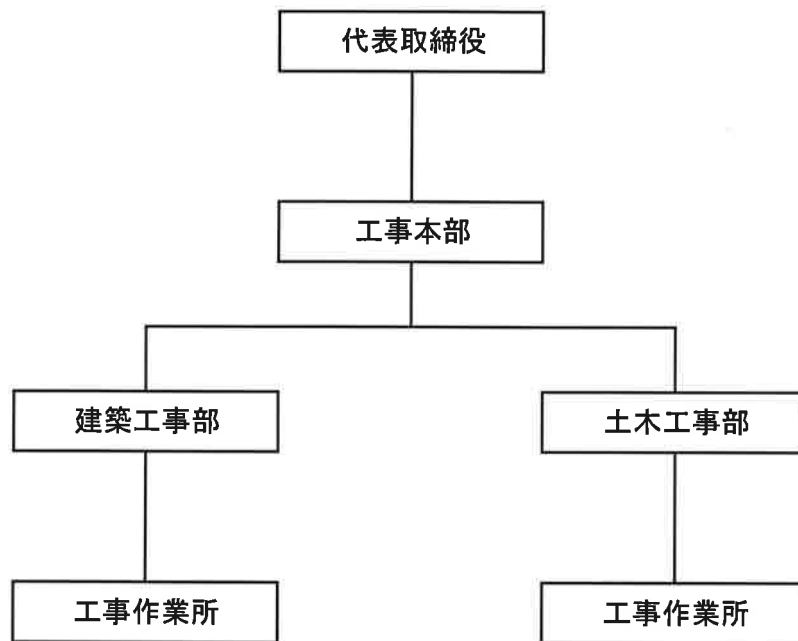 代表取締役
工事本部
建築工事部
土木工事部
工事作業所
工事作業所